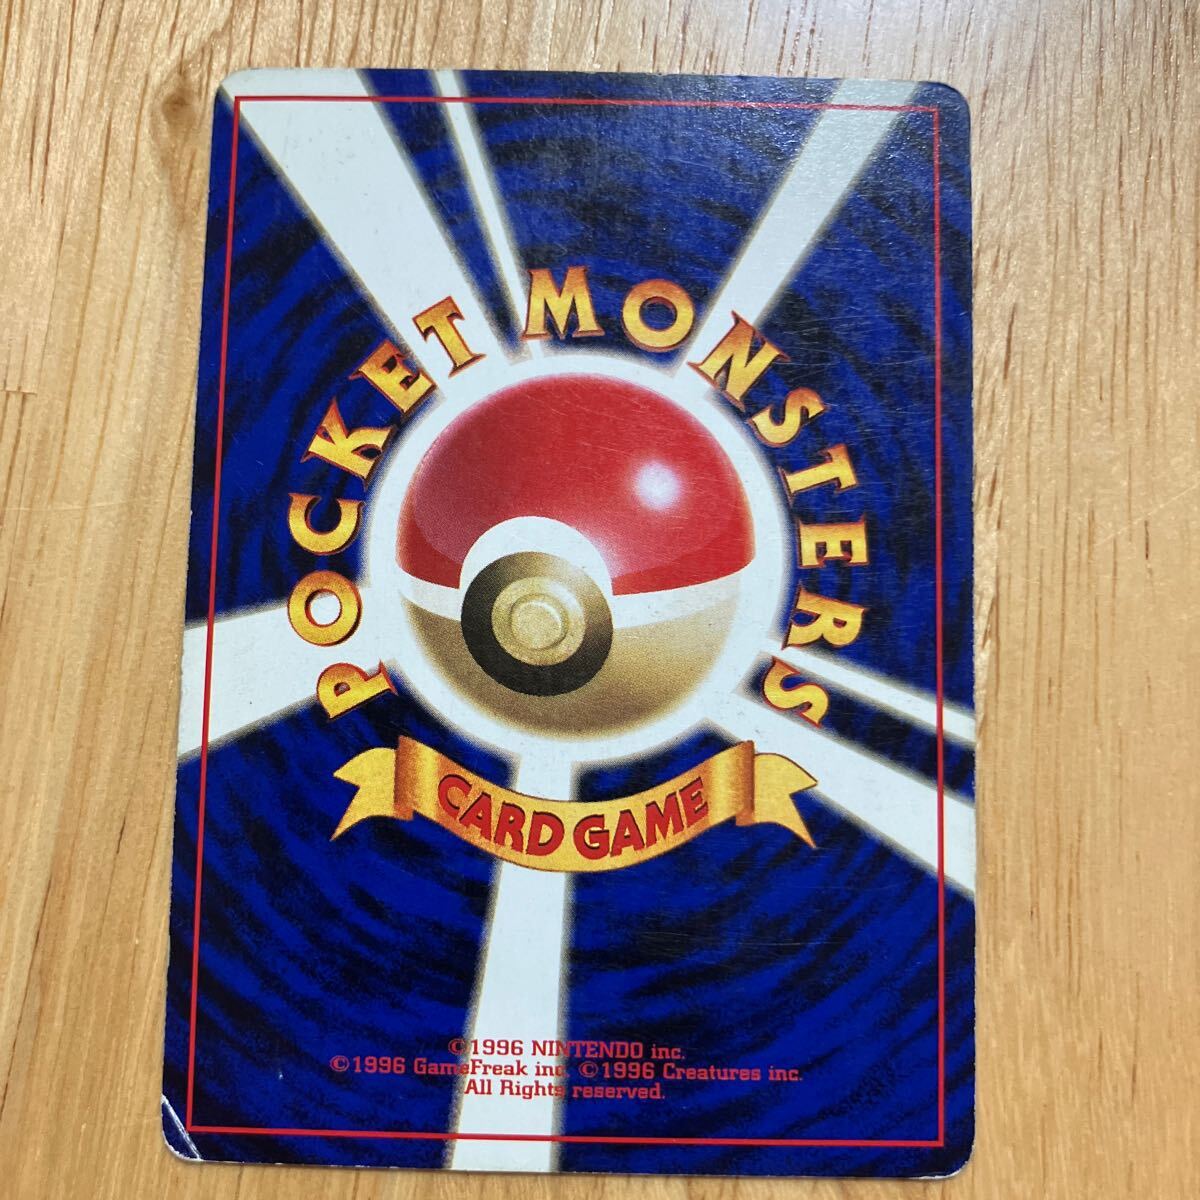 POCKET MONSTERS
CARD GAME
©1996 NINTENDO inc.
©1996 GameFreak inc. ©1996 Creatures inc.
All Rights reserved.